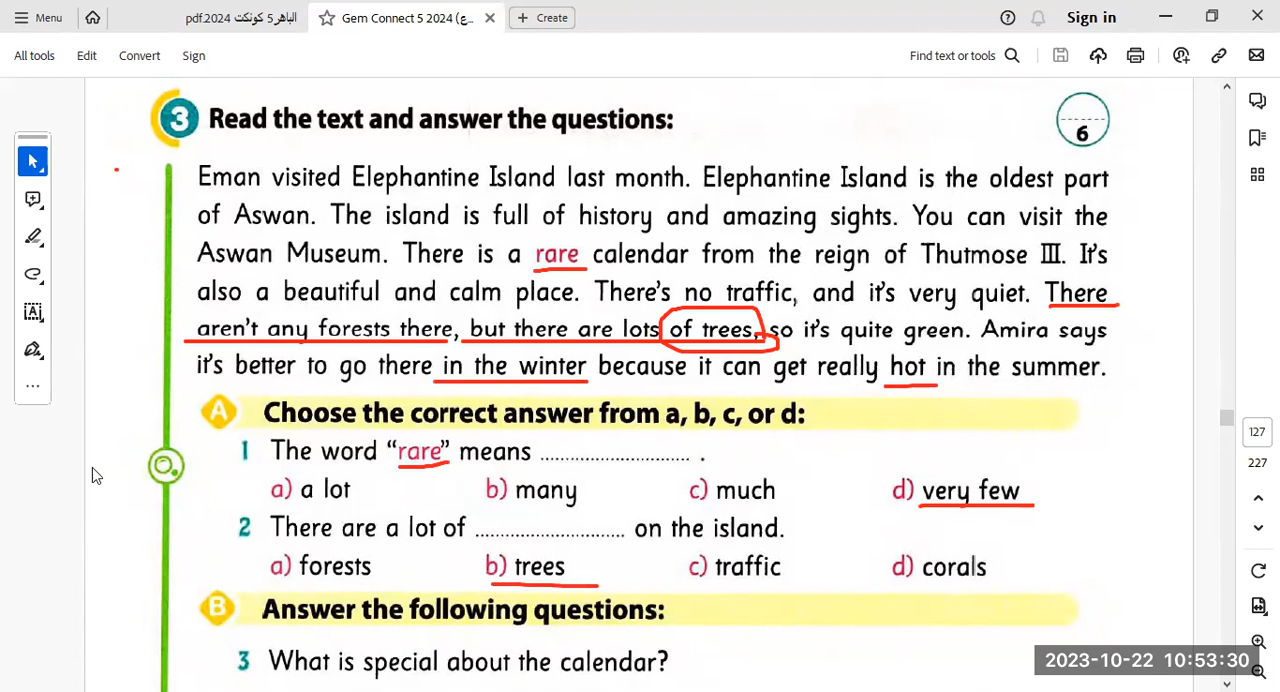 Menu
الباهر5 كونكت 2024.pdf
Gem Connect 5 2024 (ع...
Create
Sign in
All tools
Edit
Convert
Sign
Find text or tools
3 Read the text and answer the questions:
6
Eman visited Elephantine Island last month. Elephantine Island is the oldest part
of Aswan. The island is full of history and amazing sights. You can visit the
Aswan Museum. There is a rare calendar from the reign of Thutmose III. It's
also a beautiful and calm place. There's no traffic, and it's very quiet. There
aren't any forests there, but there are lots of trees, so it's quite green. Amira says
it's better to go there in the winter because it can get really hot in the summer.
A Choose the correct answer from a, b, c, or d:
1 The word “rare” means .............................. .
a) a lot b) many c) much d) very few
2 There are a lot of .............................. on the island.
a) forests b) trees c) traffic d) corals
B Answer the following questions:
3 What is special about the calendar?
127
227
2023-10-22 10:53:30